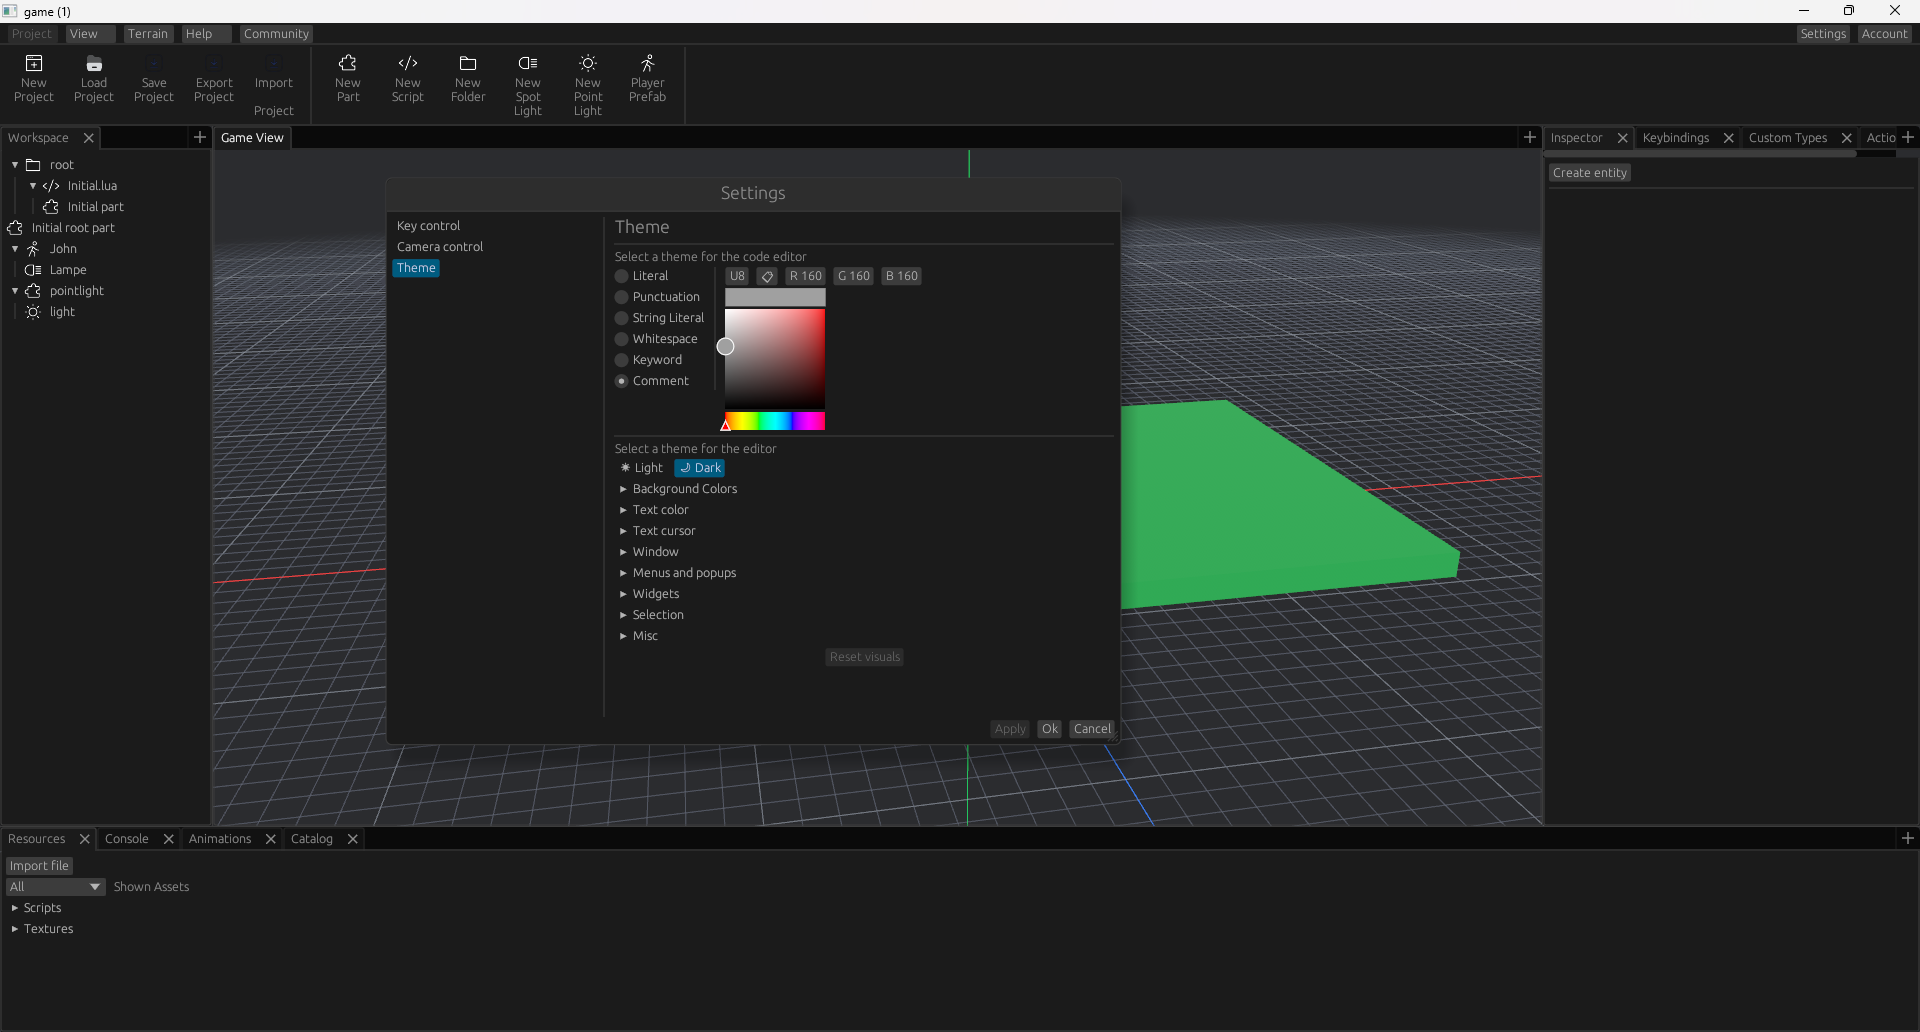 game (1)
Project View Terrain Help Community Settings Account
New Project
Load Project
Save Project
Export Project
Import Project
New Part
New Script
New Folder
New Spot Light
New Point Light
Player Prefab
Workspace
Game View
Inspector Keybindings Custom Types Actio
root
Initial.lua
Initial part
Initial root part
John
Lampe
pointlight
light
Create entity
Settings
Key control
Camera control
Theme
Theme
Select a theme for the code editor
Literal
Punctuation
String Literal
Whitespace
Keyword
Comment
U8 R 160 G 160 B 160
Select a theme for the editor
Light Dark
Background Colors
Text color
Text cursor
Window
Menus and popups
Widgets
Selection
Misc
Reset visuals
Apply Ok Cancel
Resources Console Animations Catalog
Import file
All Shown Assets
Scripts
Textures